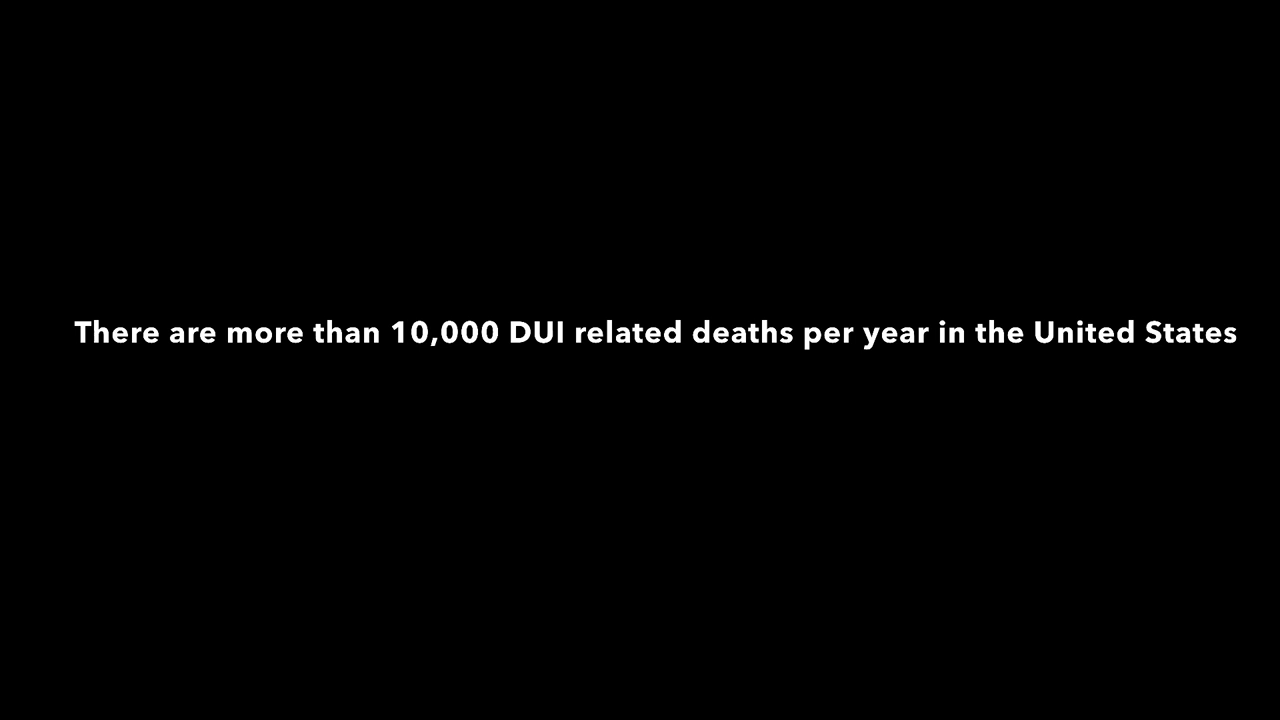 There are more than 10,000 DUI related deaths per year in the United States